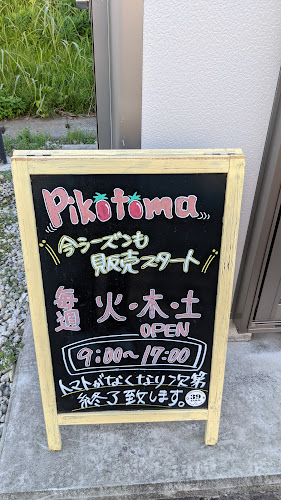 Pikotoma
今シーズンも
販売スタート
毎週 火・木・土
OPEN
9:00〜17:00
トマトがなくなり次第
終了致します。